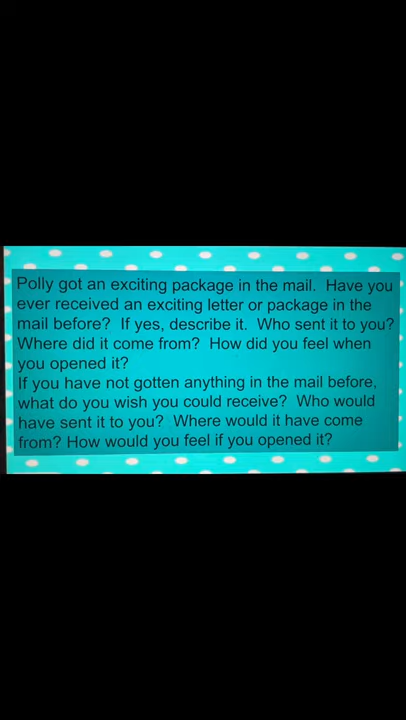 Polly got an exciting package in the mail.  Have you
ever received an exciting letter or package in the
mail before?  If yes, describe it.  Who sent it to you?
Where did it come from?  How did you feel when
you opened it?
If you have not gotten anything in the mail before,
what do you wish you could receive?  Who would
have sent it to you?  Where would it have come
from? How would you feel if you opened it?